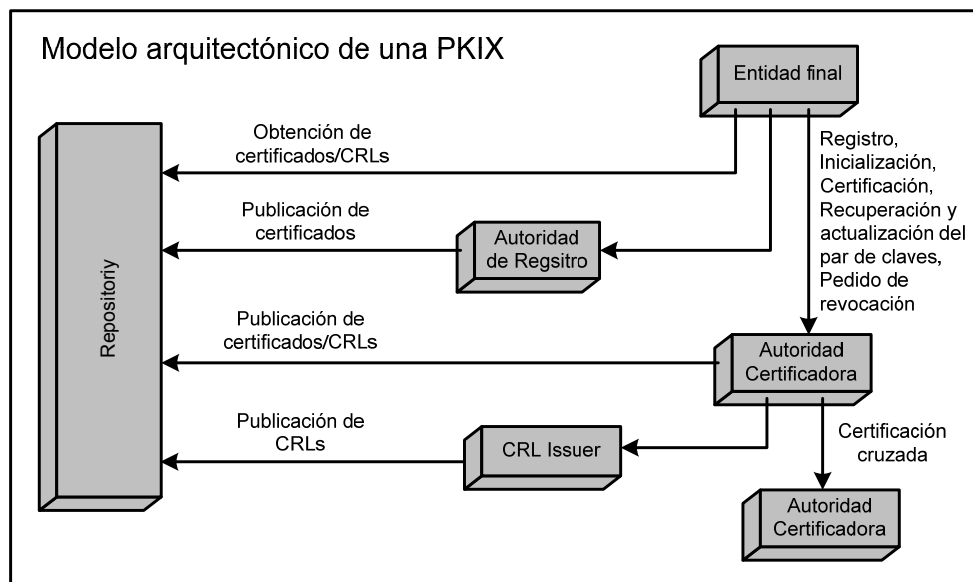 Modelo arquitectónico de una PKIX
Entidad final
Obtención de
certificados/CRLs
Registro,
Inicialización,
Certificación,
Recuperación y
actualización del
par de claves,
Pedido de
revocación
Publicación de
certificados
Autoridad
de Regsitro
Repositoriy
Publicación de
certificados/CRLs
Autoridad
Certificadora
Publicación de
CRLs
CRL Issuer
Certificación
cruzada
Autoridad
Certificadora